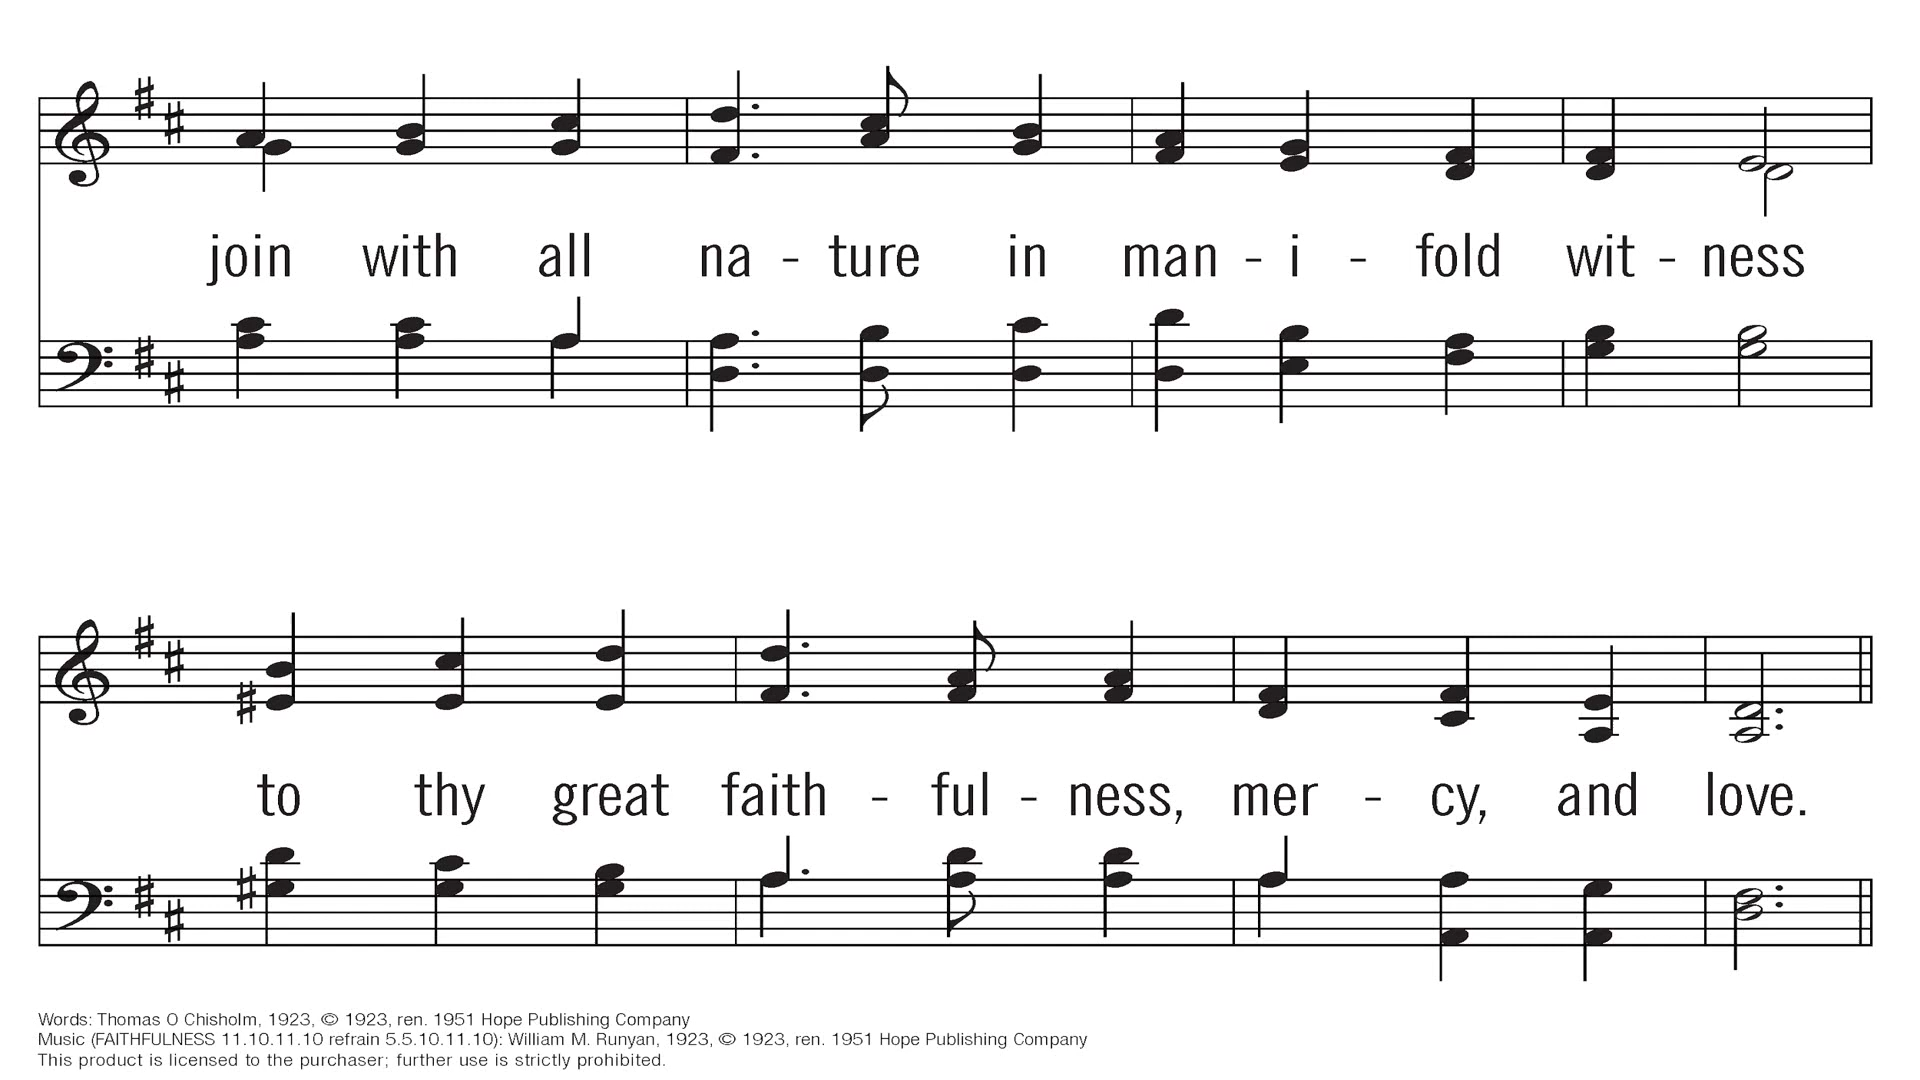 join with all na - ture in man - i - fold wit - ness
to thy great faith - ful - ness, mer - cy, and love.
Words: Thomas O Chisholm, 1923, © 1923, ren. 1951 Hope Publishing Company
Music (FAITHFULNESS 11.10.11.10 refrain 5.5.10.11.10): William M. Runyan, 1923, © 1923, ren. 1951 Hope Publishing Company
This product is licensed to the purchaser; further use is strictly prohibited.